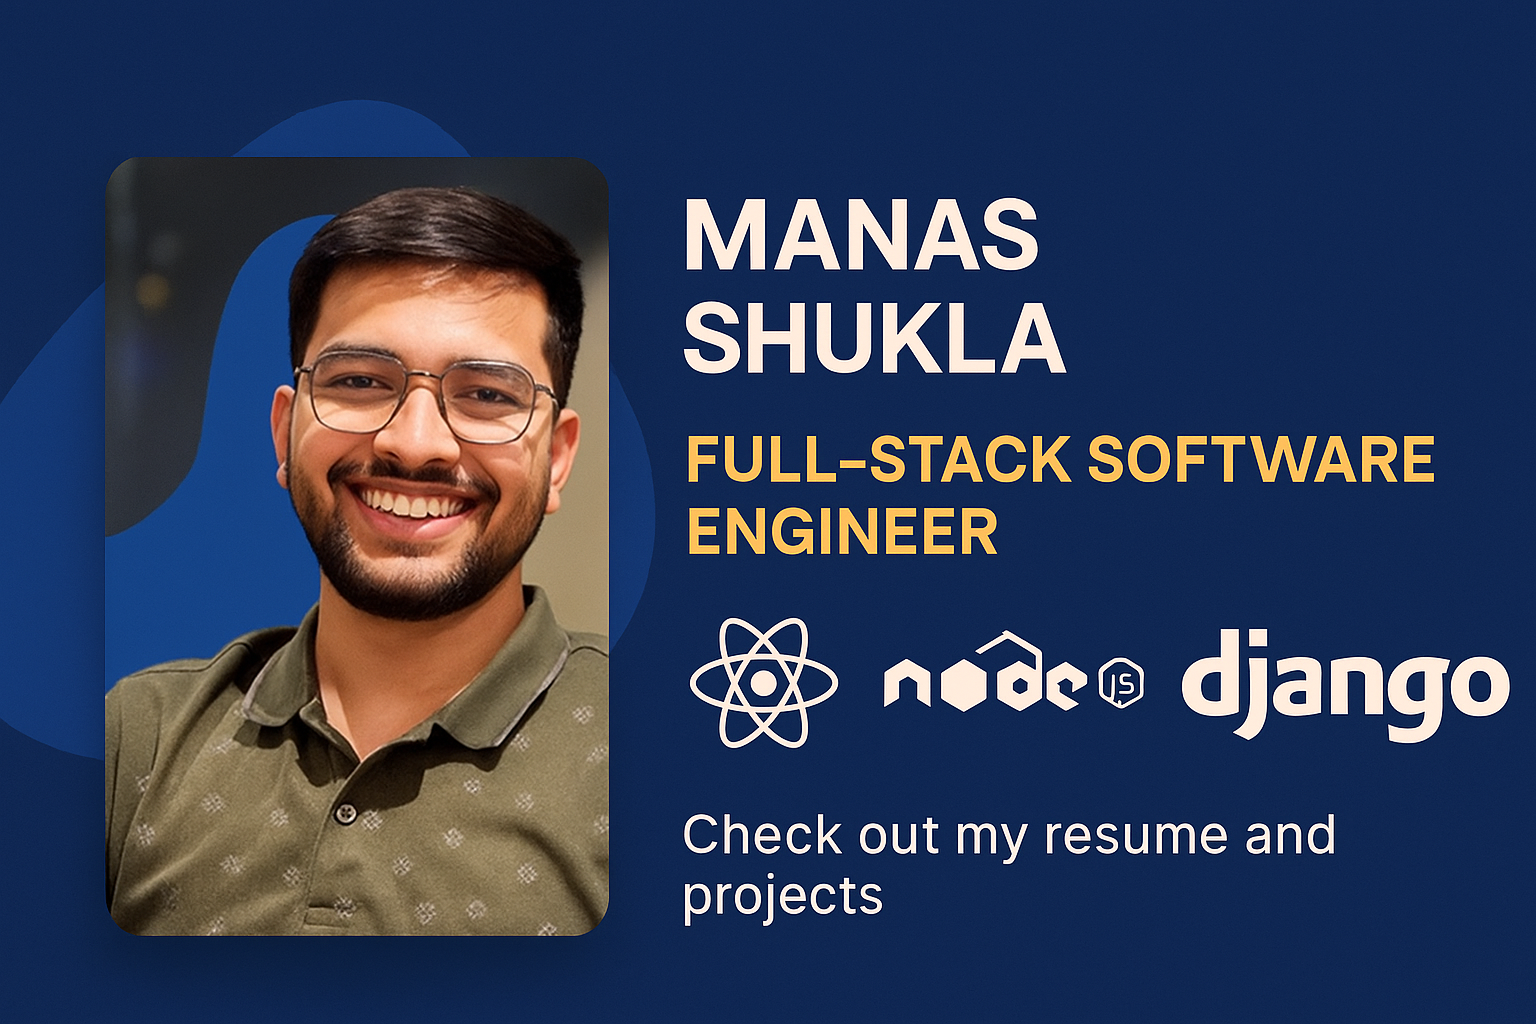 MANAS
SHUKLA
FULL-STACK SOFTWARE
ENGINEER
node JS django
Check out my resume and
projects